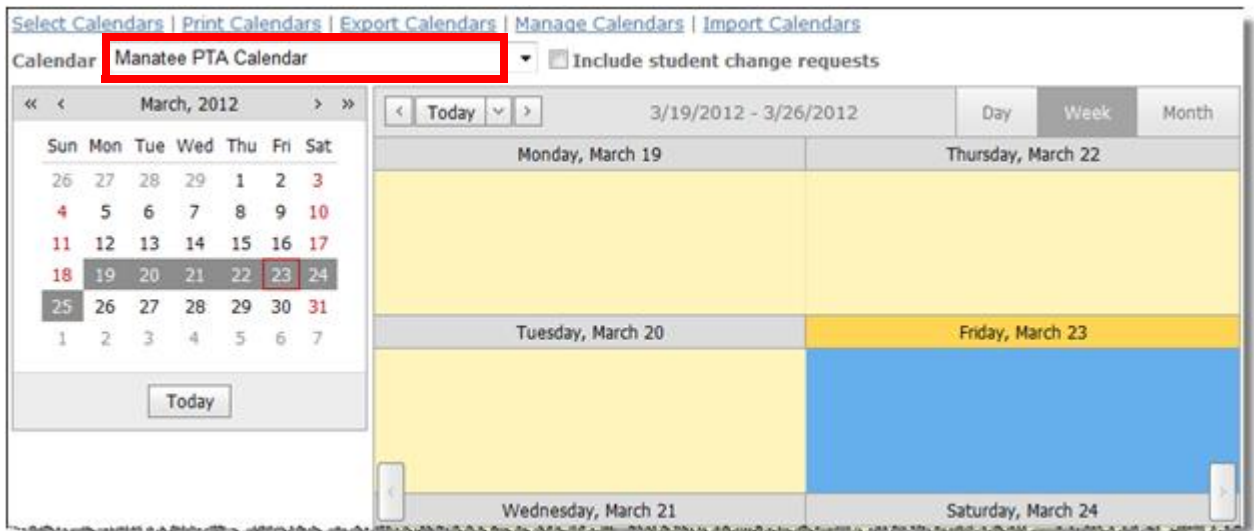 Select Calendars | Print Calendars | Export Calendars | Manage Calendars | Import Calendars
Calendar Manatee PTA Calendar Include student change requests
« < March, 2012 > »
Sun Mon Tue Wed Thu Fri Sat
26 27 28 29 1 2 3
4 5 6 7 8 9 10
11 12 13 14 15 16 17
18 19 20 21 22 23 24
25 26 27 28 29 30 31
1 2 3 4 5 6 7
Today
< Today > 3/19/2012 - 3/26/2012 Day Week Month
Monday, March 19 Thursday, March 22
Tuesday, March 20 Friday, March 23
Wednesday, March 21 Saturday, March 24